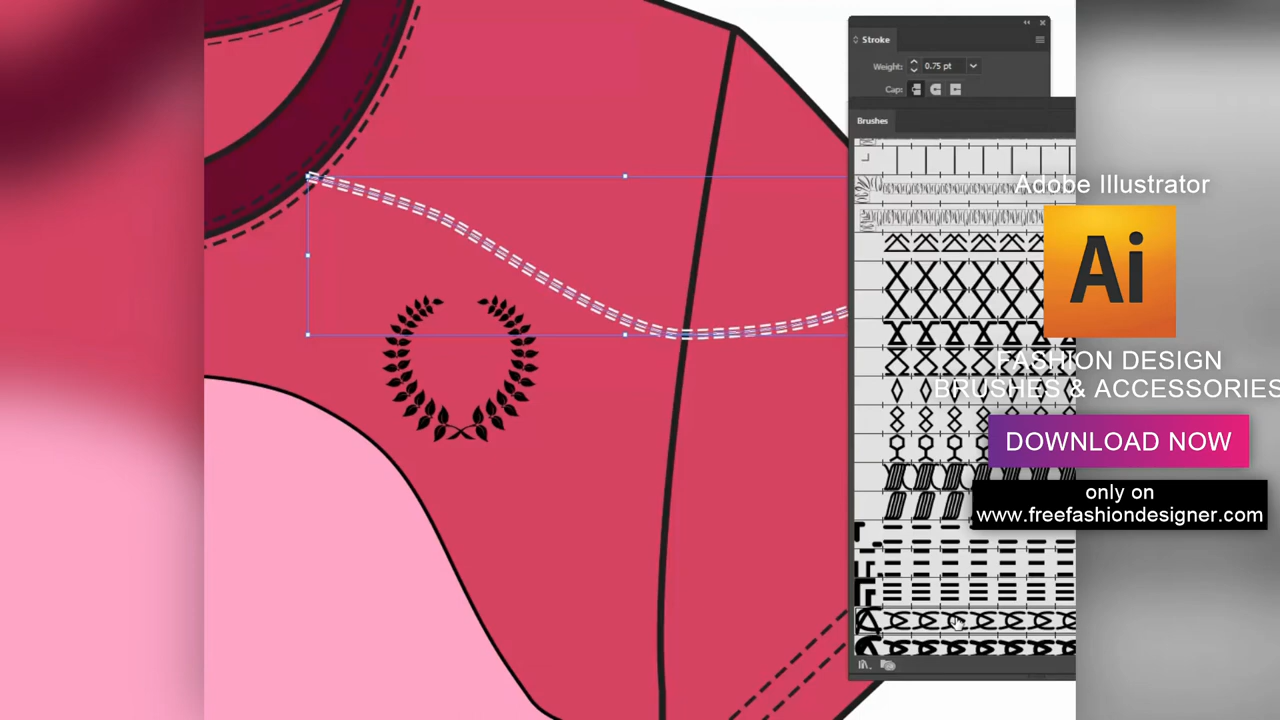 Stroke
Weight: 0.75 pt
Cap:
Brushes
Adobe Illustrator
Ai
FASHION DESIGN
BRUSHES & ACCESSORIES
DOWNLOAD NOW
only on
www.freefashiondesigner.com